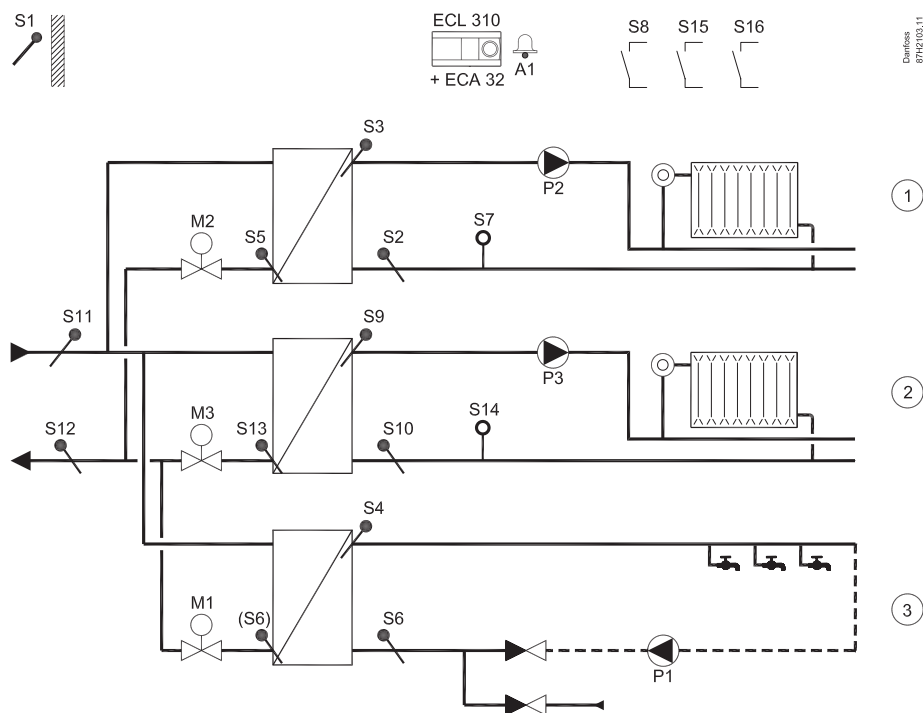 S1
ECL 310
+ ECA 32
A1
S8
S15
S16
Danfoss
87H2103.11
S3
P2
1
M2
S5
S2
S7
S11
S9
P3
2
S12
M3
S13
S10
S14
S4
M1
(S6)
S6
P1
3